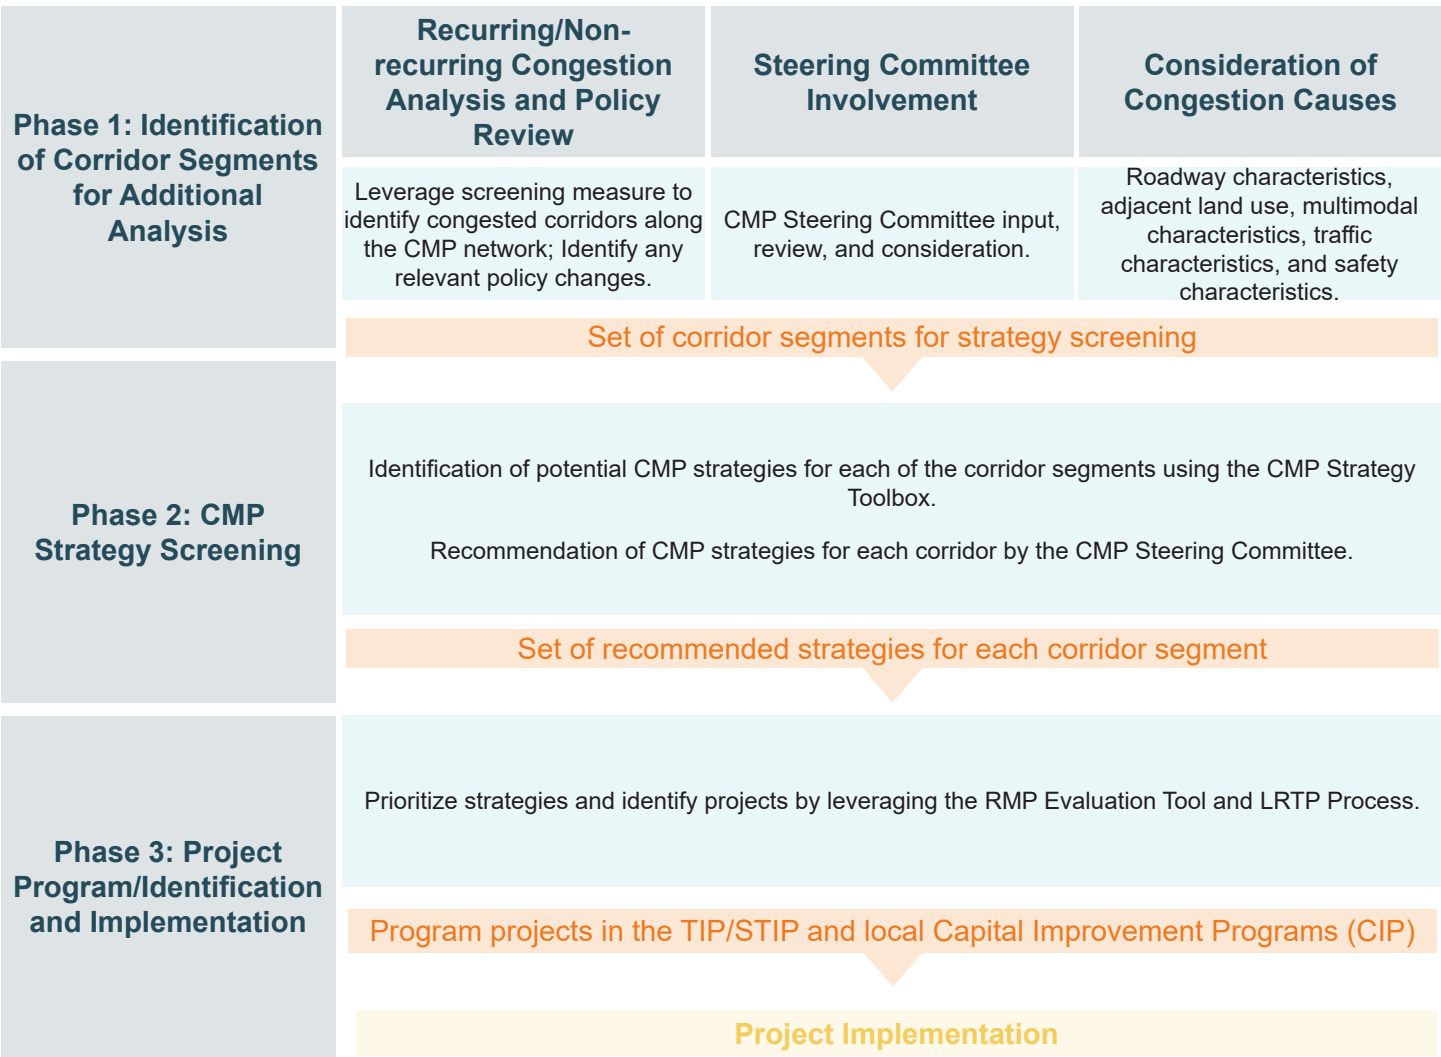 Phase 1: Identification
of Corridor Segments
for Additional
Analysis
Recurring/Non-
recurring Congestion
Analysis and Policy
Review
Steering Committee
Involvement
Consideration of
Congestion Causes
Leverage screening measure to
identify congested corridors along
the CMP network; Identify any
relevant policy changes.
CMP Steering Committee input,
review, and consideration.
Roadway characteristics,
adjacent land use, multimodal
characteristics, traffic
characteristics, and safety
characteristics.
Set of corridor segments for strategy screening
Phase 2: CMP
Strategy Screening
Identification of potential CMP strategies for each of the corridor segments using the CMP Strategy
Toolbox.
Recommendation of CMP strategies for each corridor by the CMP Steering Committee.
Set of recommended strategies for each corridor segment
Phase 3: Project
Program/Identification
and Implementation
Prioritize strategies and identify projects by leveraging the RMP Evaluation Tool and LRTP Process.
Program projects in the TIP/STIP and local Capital Improvement Programs (CIP)
Project Implementation